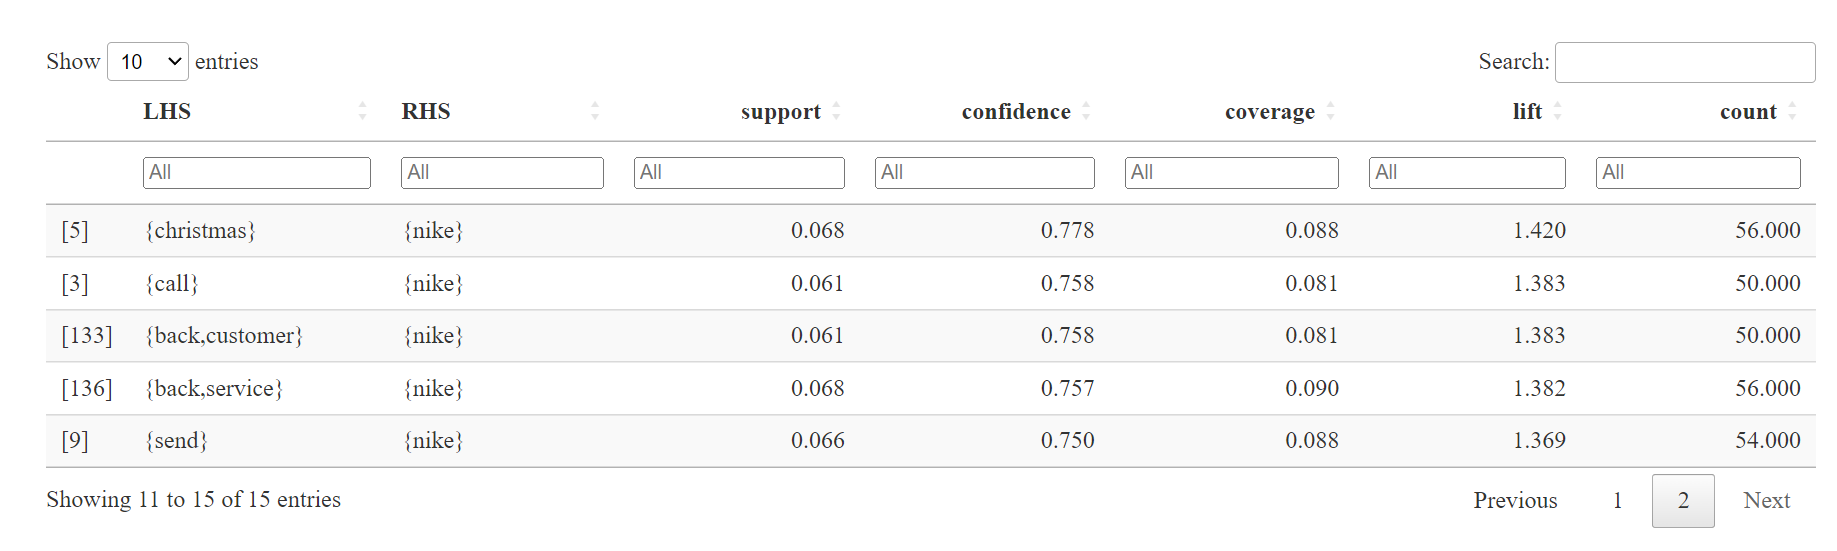 Show 10 entries Search:
LHS RHS support confidence coverage lift count
All All All All All All All
[5] {christmas} {nike} 0.068 0.778 0.088 1.420 56.000
[3] {call} {nike} 0.061 0.758 0.081 1.383 50.000
[133] {back,customer} {nike} 0.061 0.758 0.081 1.383 50.000
[136] {back,service} {nike} 0.068 0.757 0.090 1.382 56.000
[9] {send} {nike} 0.066 0.750 0.088 1.369 54.000
Showing 11 to 15 of 15 entries Previous 1 2 Next